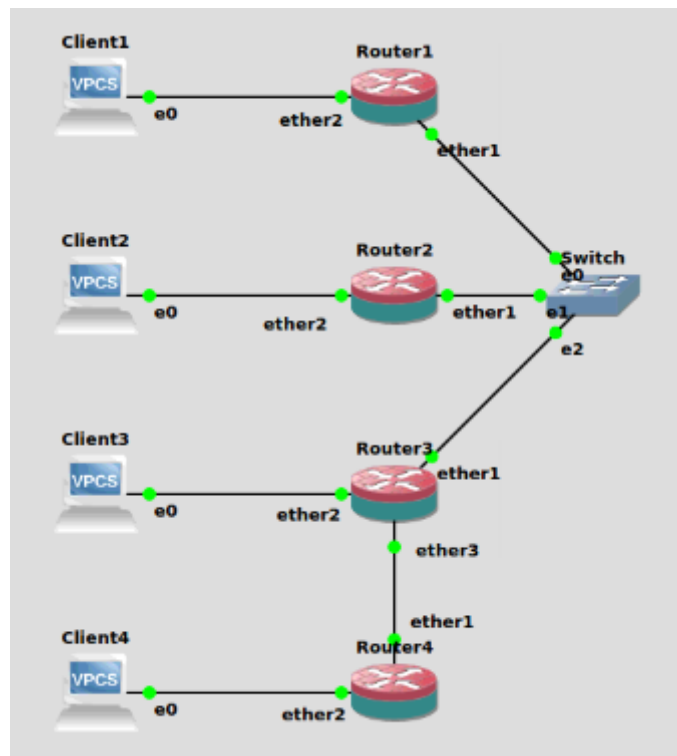 Client1
Router1
VPCS
e0
ether2
ether1
Client2
Router2
Switch
e0
VPCS
e0
ether2
ether1
e1
e2
Client3
Router3
VPCS
ether1
e0
ether2
ether3
ether1
Client4
Router4
VPCS
e0
ether2